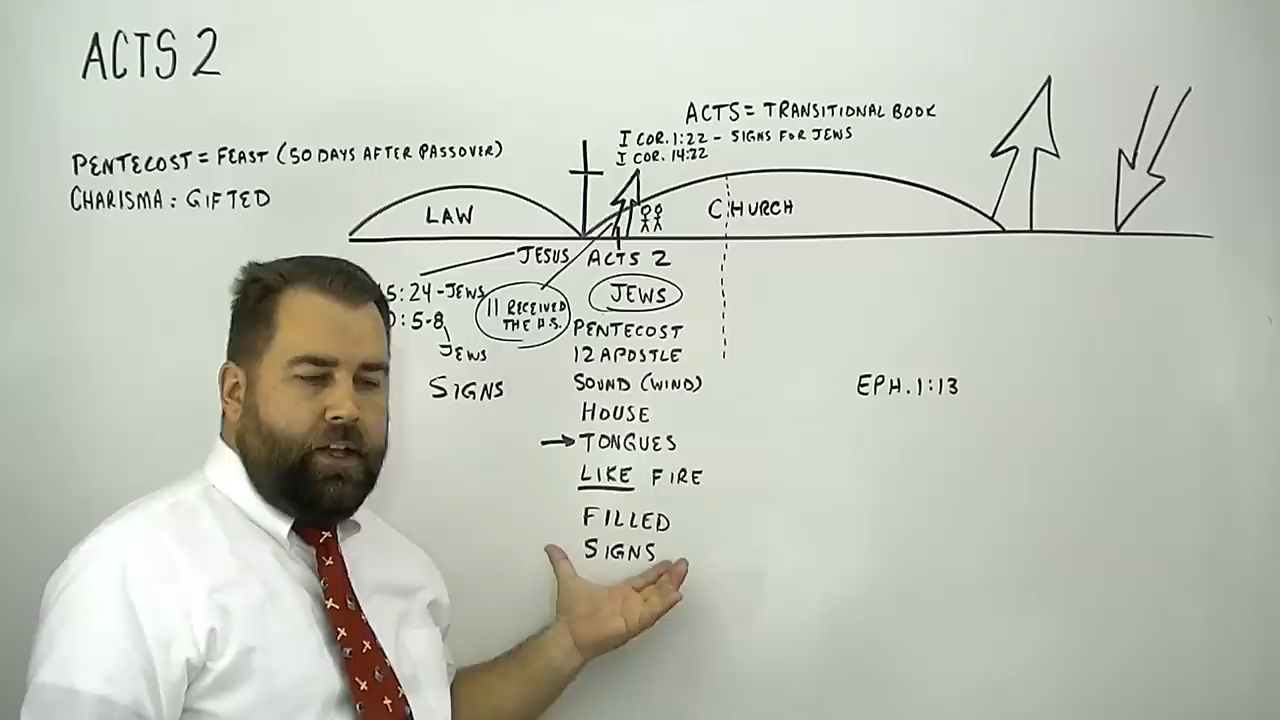 ACTS 2
ACTS = TRANSITIONAL BOOK
I COR. 1:22 - SIGNS FOR JEWS
I COR. 14:22
PENTECOST = FEAST (50 DAYS AFTER PASSOVER)
CHARISMA : GIFTED
LAW
CHURCH
JESUS
ACTS 2
5:24 - JEWS
: 5-8
JEWS
SIGNS
11 RECEIVED
THE H.S.
JEWS
PENTECOST
12 APOSTLE
SOUND (WIND)
HOUSE
→ TONGUES
LIKE FIRE
FILLED
SIGNS
EPH. 1:13